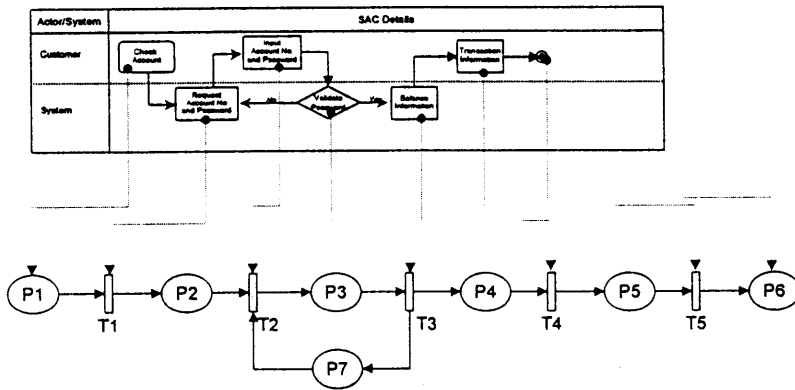 Actor/System
SAC Details
Customer
Check
Account
Input
Account No
and Password
Transaction
Information
System
Request
Account No
and Password
No
Validate
Password
Yes
Balance
Information
P1
P2
P3
P4
P5
P6
T1
T2
T3
T4
T5
P7